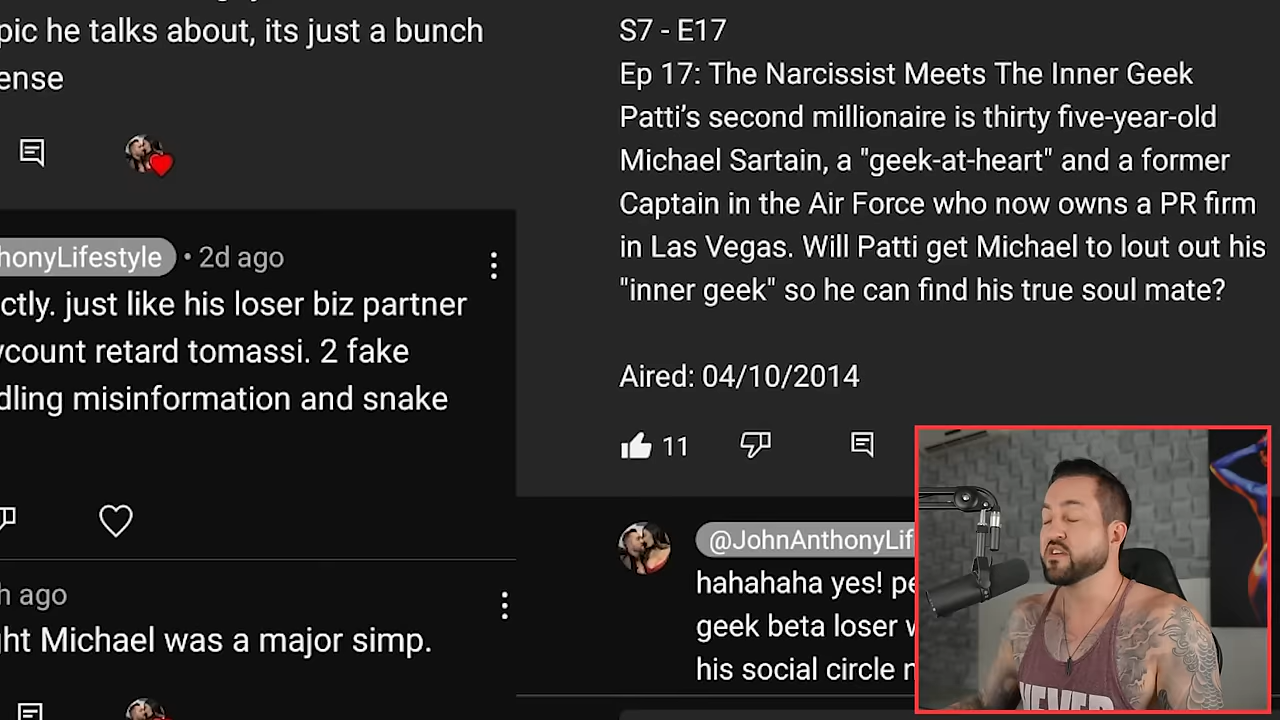 pic he talks about, its just a bunch
ense
honyLifestyle • 2d ago
ctly. just like his loser biz partner
ycount retard tomassi. 2 fake
dling misinformation and snake
h ago
ht Michael was a major simp.
S7 - E17
Ep 17: The Narcissist Meets The Inner Geek
Patti's second millionaire is thirty five-year-old
Michael Sartain, a "geek-at-heart" and a former
Captain in the Air Force who now owns a PR firm
in Las Vegas. Will Patti get Michael to lout out his
"inner geek" so he can find his true soul mate?
Aired: 04/10/2014
11
@JohnAnthonyLif
hahahaha yes! pe
geek beta loser w
his social circle n
NEVER